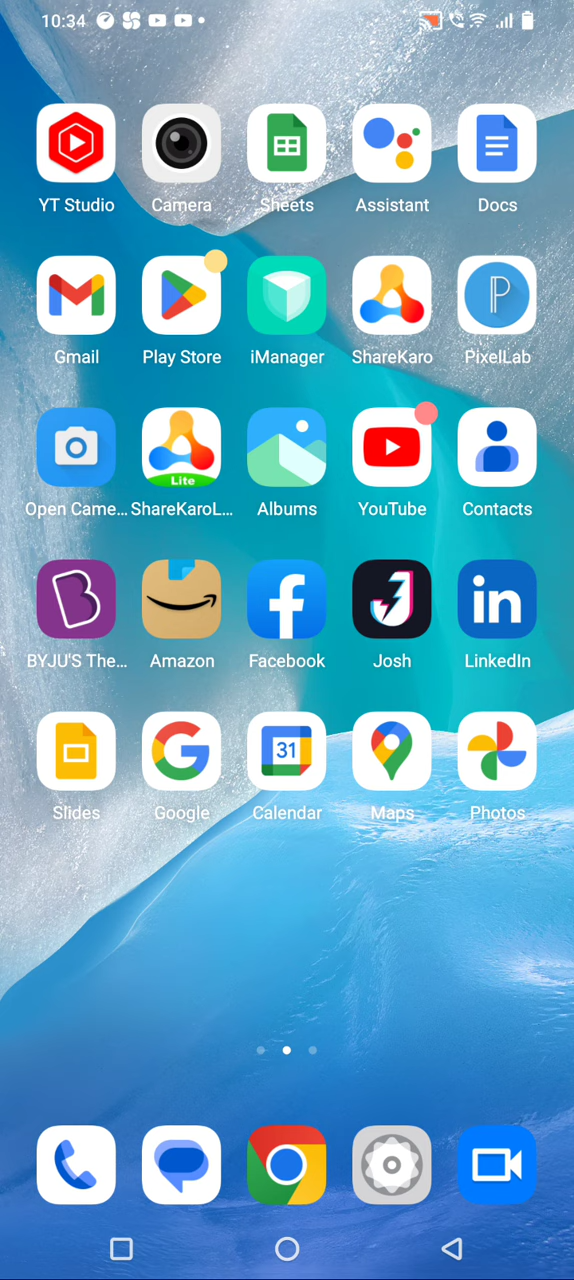 10:34
YT Studio Camera Sheets Assistant Docs
Gmail Play Store iManager ShareKaro PixelLab
Lite
Open Came... ShareKaroL... Albums YouTube Contacts
BYJU'S The... Amazon Facebook Josh LinkedIn
31
Slides Google Calendar Maps Photos